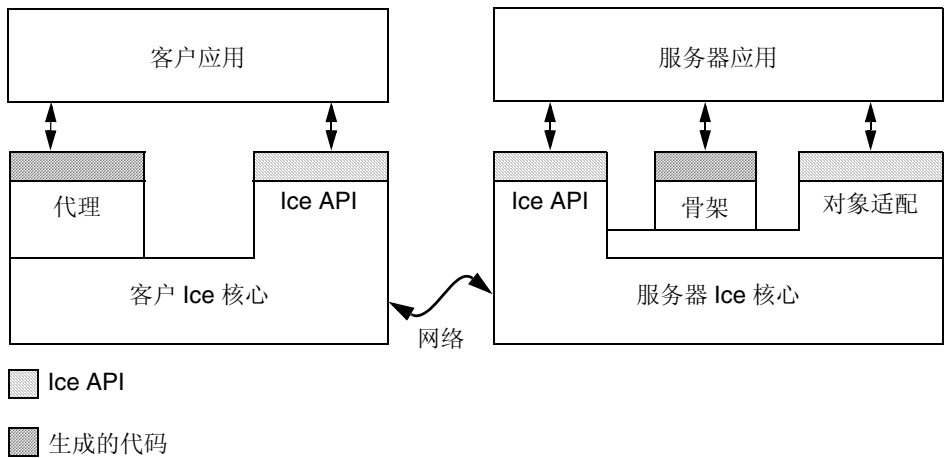 客户应用
服务器应用
代理
Ice API
Ice API
骨架
对象适配
客户 Ice 核心
服务器 Ice 核心
网络
Ice API
生成的代码